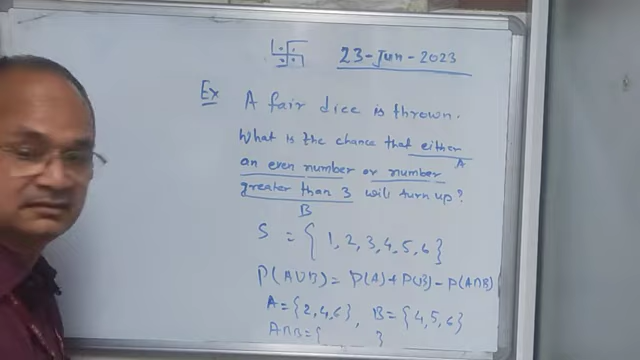 23-Jun-2023
Ex A fair dice is thrown.
What is the chance that either
A
an even number or number
greater than 3 will turn up?
B
S = { 1, 2, 3, 4, 5, 6 }
P(A∪B) = P(A) + P(B) - P(A∩B)
A = {2, 4, 6}, B = {4, 5, 6}
A∩B = { }